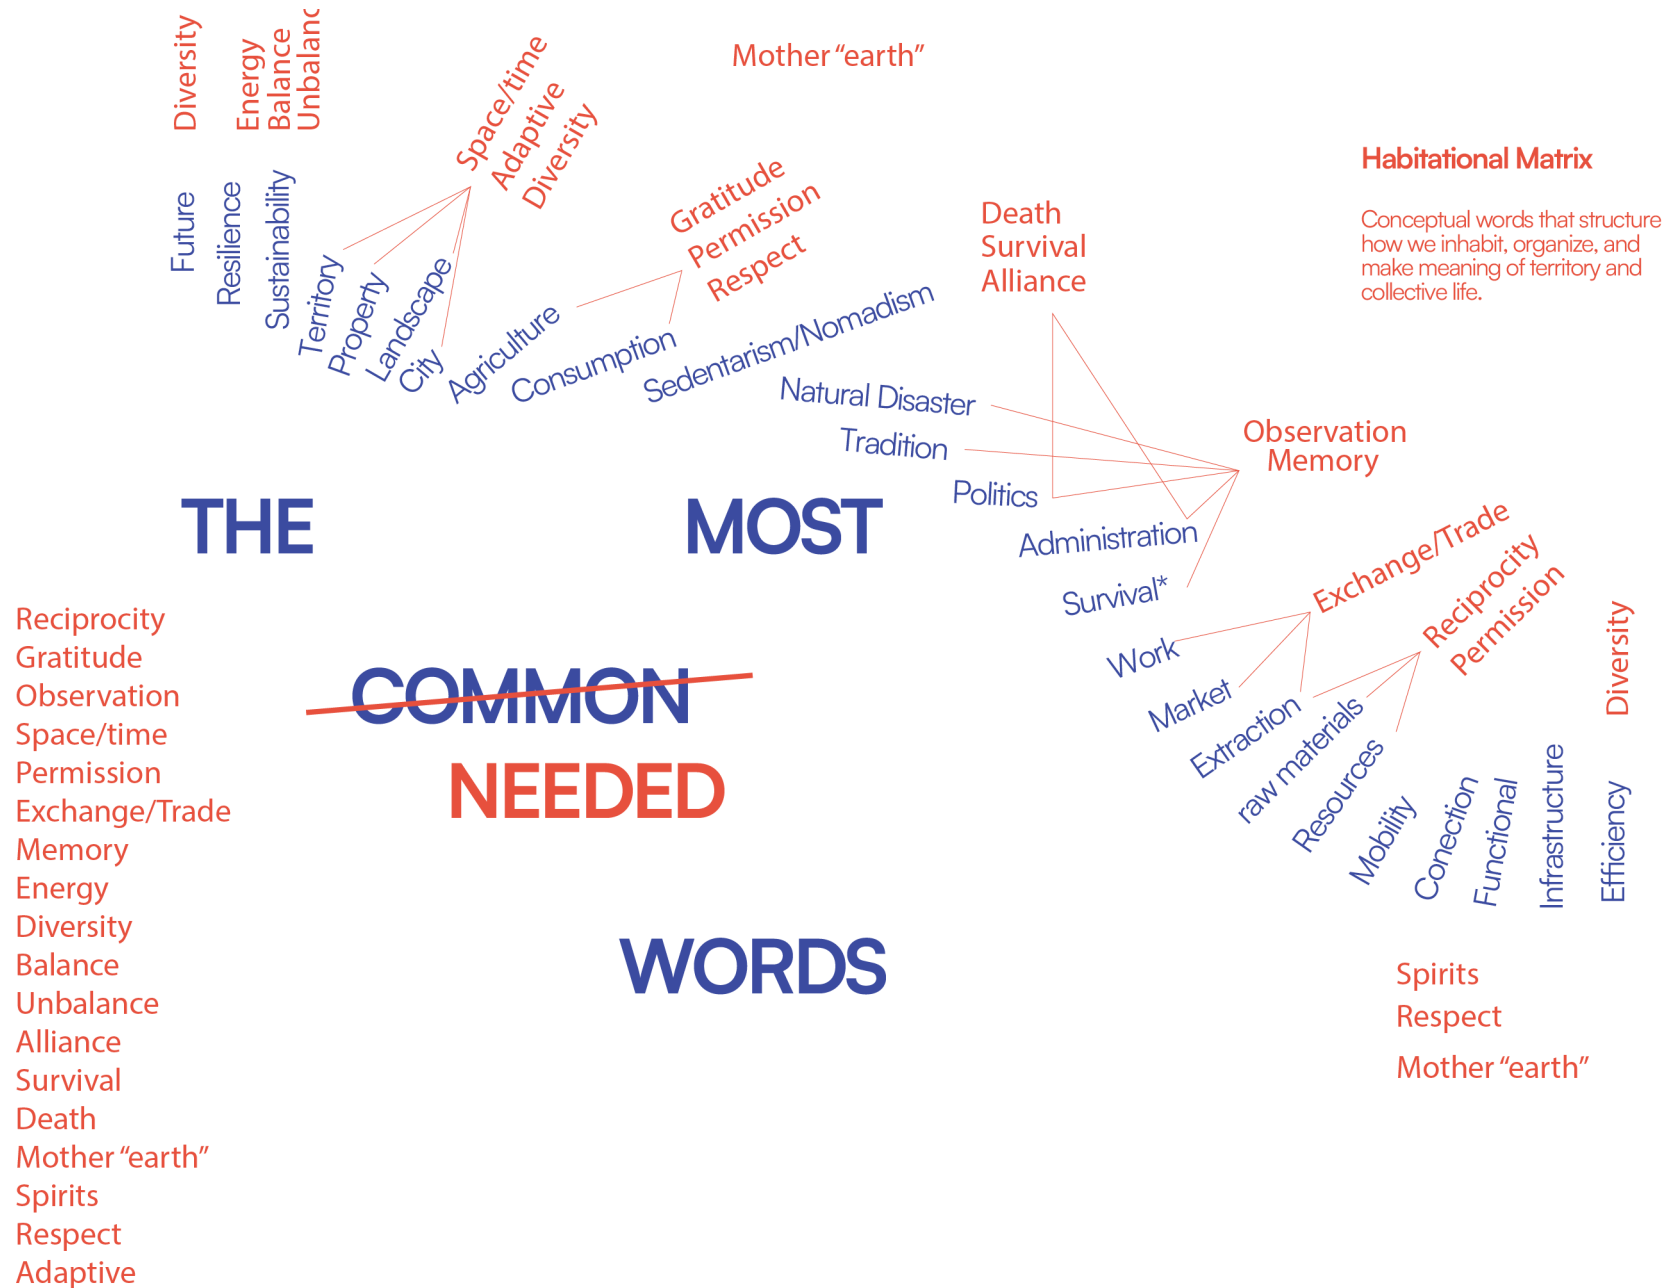 Diversity
Energy
Balance
Unbalanc
Space/time
Adaptive
Diversity
Mother “earth”
Habitational Matrix
Conceptual words that structure
how we inhabit, organize, and
make meaning of territory and
collective life.
Gratitude
Permission
Respect
Death
Survival
Alliance
Future
Resilience
Sustainability
Territory
Property
Landscape
City
Agriculture
Consumption
Sedentarism/Nomadism
Natural Disaster
Tradition
Politics
Administration
Survival*
Observation
Memory
Exchange/Trade
Reciprocity
Permission
Diversity
Work
Market
Extraction
raw materials
Resources
Mobility
Conection
Functional
Infrastructure
Efficiency
Spirits
Respect
Mother “earth”
THE
MOST
COMMON
NEEDED
WORDS
Reciprocity
Gratitude
Observation
Space/time
Permission
Exchange/Trade
Memory
Energy
Diversity
Balance
Unbalance
Alliance
Survival
Death
Mother “earth”
Spirits
Respect
Adaptive